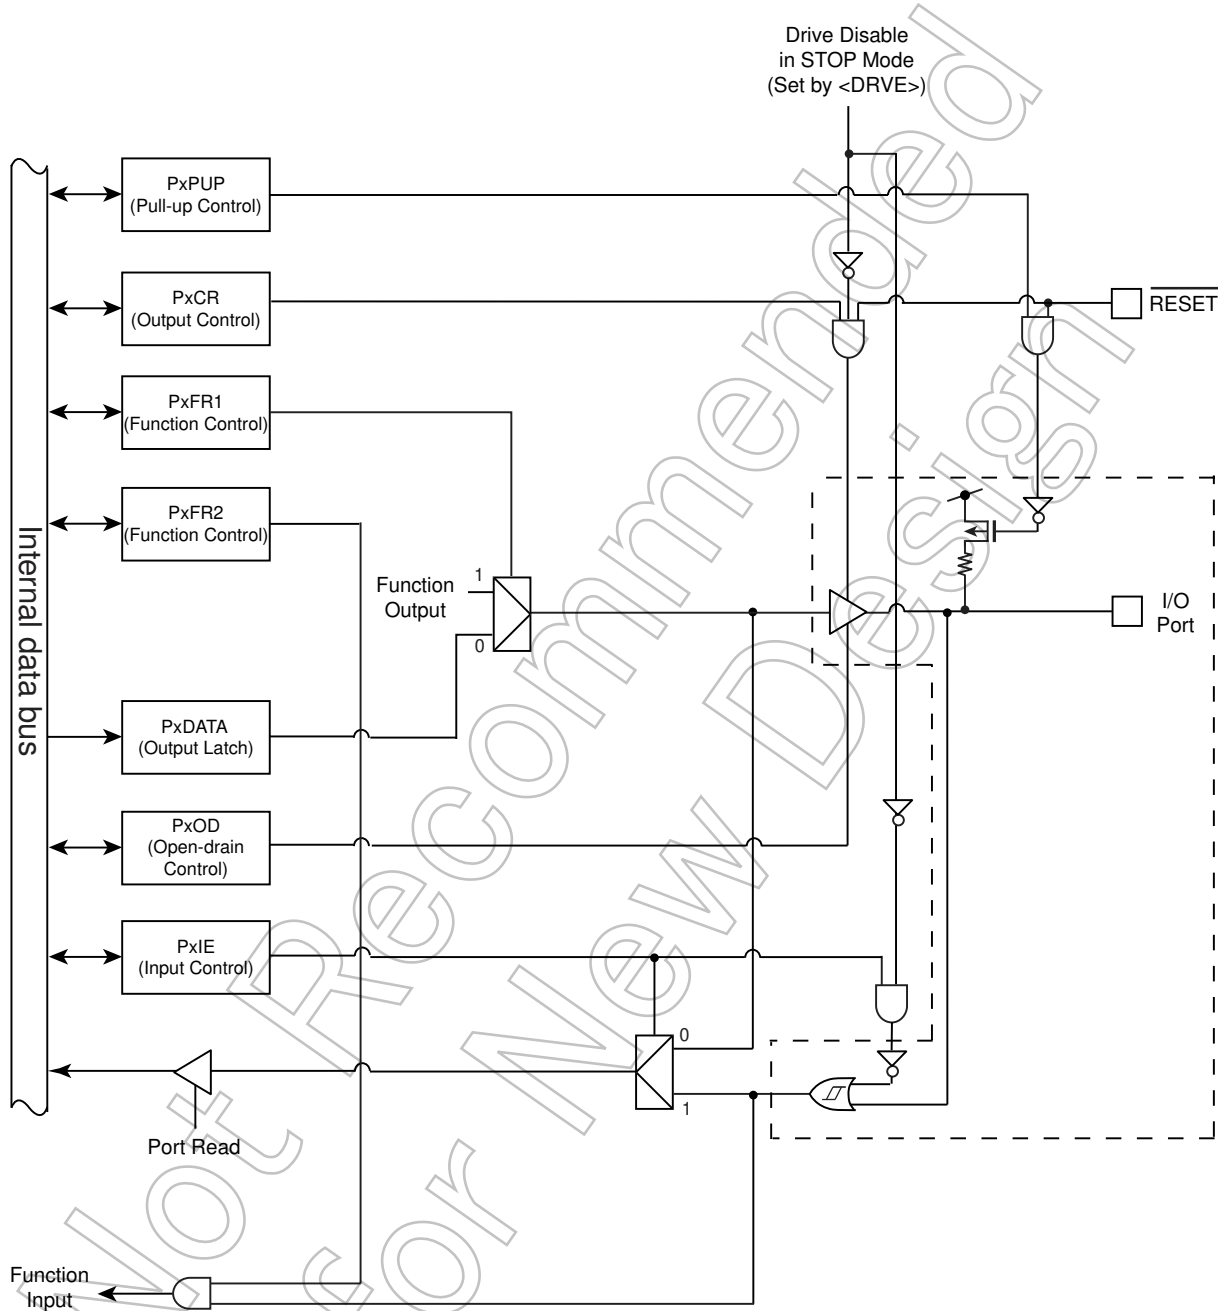 Drive Disable
in STOP Mode
(Set by <DRVE>)
PxPUP
(Pull-up Control)
PxCR
(Output Control)
RESET
PxFR1
(Function Control)
PxFR2
(Function Control)
Internal data bus
Function
Output
1
0
I/O
Port
PxDATA
(Output Latch)
PxOD
(Open-drain
Control)
PxIE
(Input Control)
0
1
Port Read
Function
Input
Not Recommended
for New Design